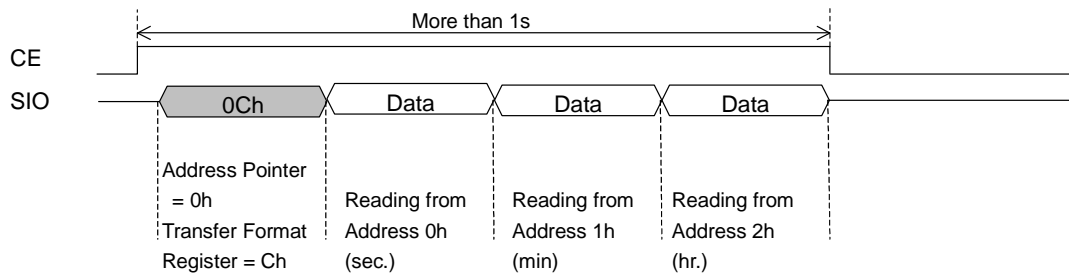 More than 1s
CE
SIO
0Ch
Data
Data
Data
Address Pointer
= 0h
Transfer Format
Register = Ch
Reading from
Address 0h
(sec.)
Reading from
Address 1h
(min)
Reading from
Address 2h
(hr.)